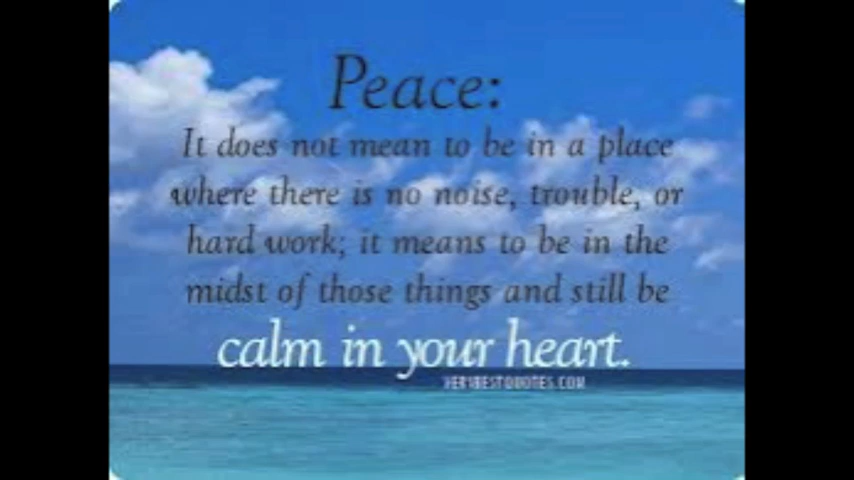 Peace:
It does not mean to be in a place
where there is no noise, trouble, or
hard work; it means to be in the
midst of those things and still be
calm in your heart.
VERYBESTQUOTES.COM